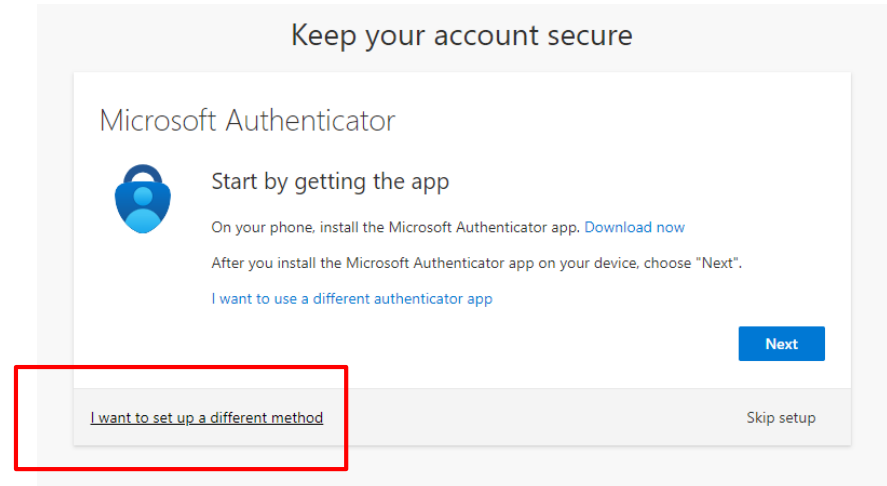 Keep your account secure
Microsoft Authenticator
Start by getting the app
On your phone, install the Microsoft Authenticator app. Download now
After you install the Microsoft Authenticator app on your device, choose "Next".
I want to use a different authenticator app
Next
I want to set up a different method
Skip setup